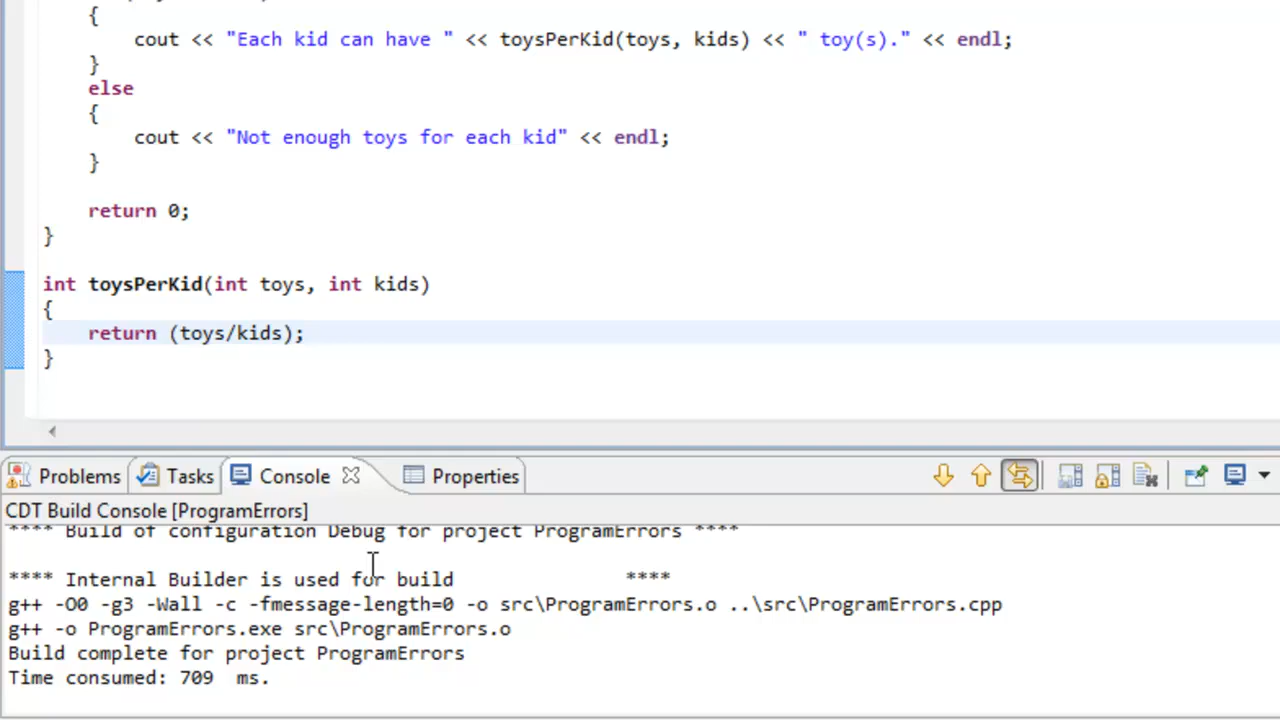 {
cout << "Each kid can have " << toysPerKid(toys, kids) << " toy(s)." << endl;
}
else
{
cout << "Not enough toys for each kid" << endl;
}
return 0;
}
int toysPerKid(int toys, int kids)
{
return (toys/kids);
}
Problems Tasks Console Properties
CDT Build Console [ProgramErrors]
**** Build of configuration Debug for project ProgramErrors ****
**** Internal Builder is used for build ****
g++ -O0 -g3 -Wall -c -fmessage-length=0 -o src\ProgramErrors.o ..\src\ProgramErrors.cpp
g++ -o ProgramErrors.exe src\ProgramErrors.o
Build complete for project ProgramErrors
Time consumed: 709 ms.